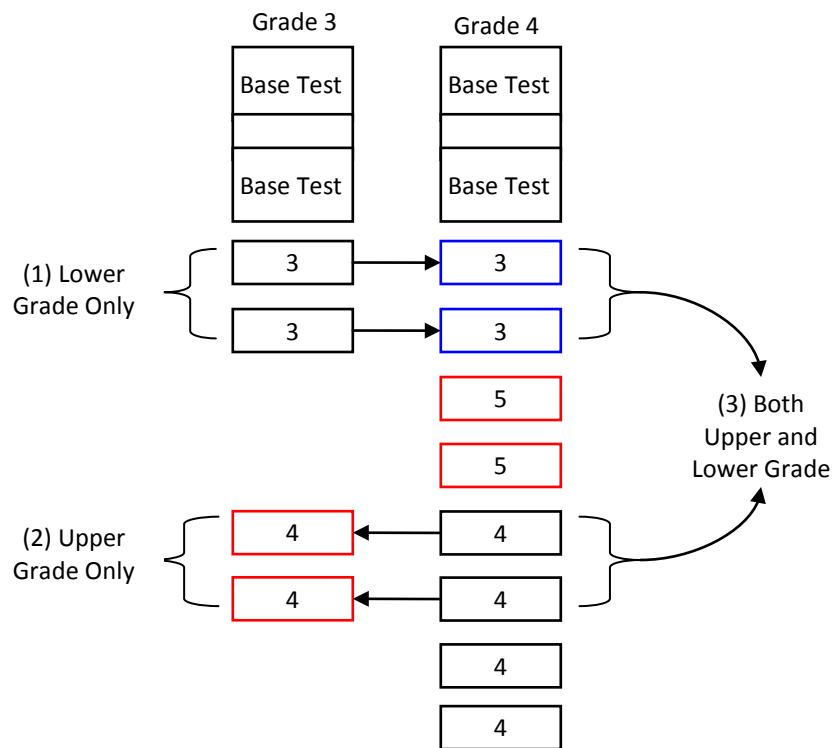 Grade 3
Grade 4
Base Test
Base Test
Base Test
Base Test
(1) Lower
Grade Only
3
3
3
3
5
5
(3) Both
Upper and
Lower Grade
(2) Upper
Grade Only
4
4
4
4
4
4